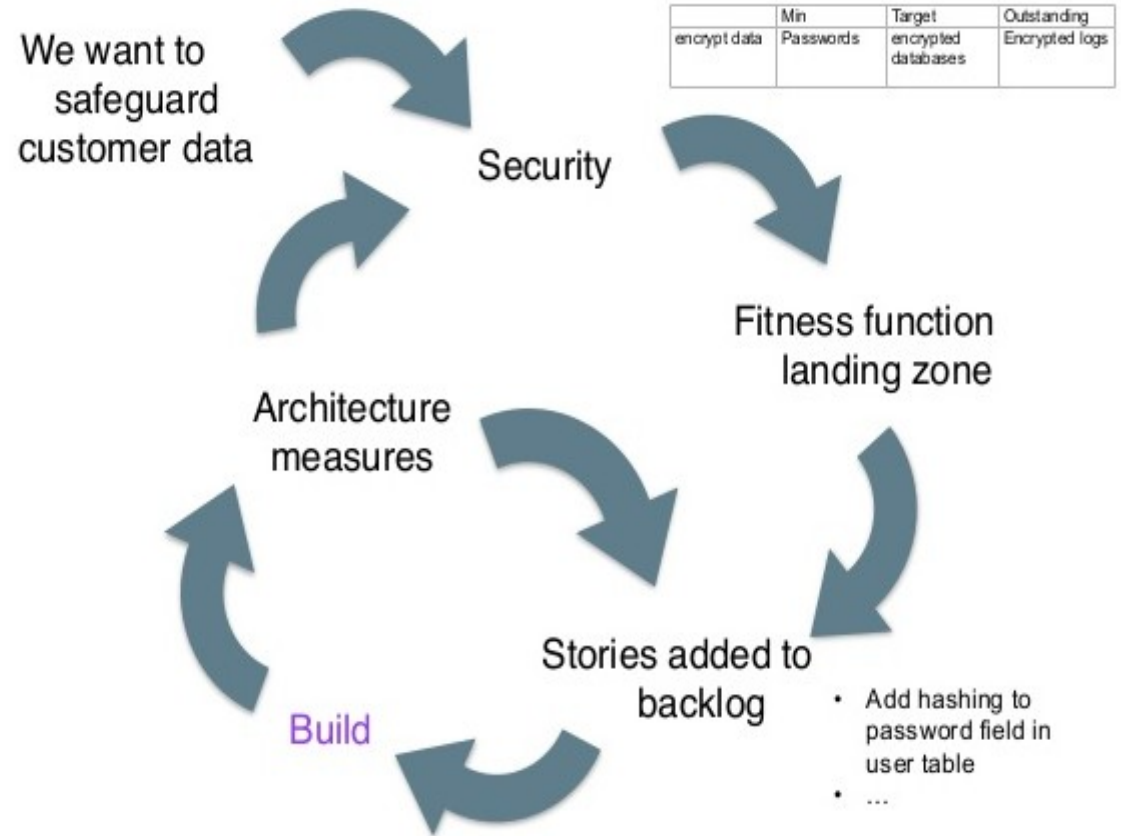 We want to
safeguard
customer data
Min Target Outstanding
encrypt data Passwords encrypted Encrypted logs
databases
Security
Fitness function
landing zone
Architecture
measures
Stories added to
backlog
• Add hashing to
password field in
user table
• ...
Build